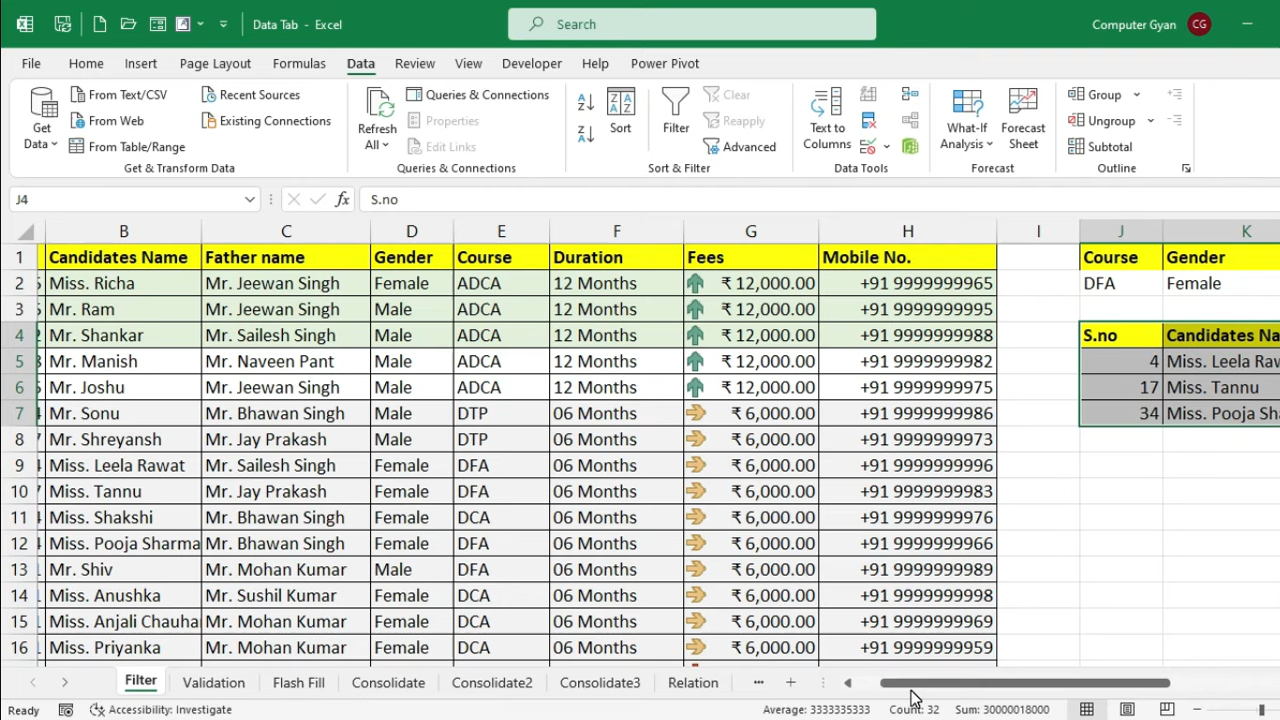 Data Tab - Excel
Search
Computer Gyan CG
File Home Insert Page Layout Formulas Data Review View Developer Help Power Pivot
Get Data
From Text/CSV
From Web
From Table/Range
Recent Sources
Existing Connections
Get & Transform Data
Refresh All
Queries & Connections
Properties
Edit Links
Queries & Connections
Sort
Filter
Clear
Reapply
Advanced
Sort & Filter
Text to Columns
Data Tools
What-If Analysis
Forecast Sheet
Forecast
Group
Ungroup
Subtotal
Outline
J4 fx S.no
B C D E F G H I J K
1 Candidates Name Father name Gender Course Duration Fees Mobile No. Course Gender
2 Miss. Richa Mr. Jeewan Singh Female ADCA 12 Months ₹ 12,000.00 +91 9999999965 DFA Female
3 Mr. Ram Mr. Jeewan Singh Male ADCA 12 Months ₹ 12,000.00 +91 9999999995
4 Mr. Shankar Mr. Sailesh Singh Male ADCA 12 Months ₹ 12,000.00 +91 9999999988 S.no Candidates Na
5 Mr. Manish Mr. Naveen Pant Male ADCA 12 Months ₹ 12,000.00 +91 9999999982 4 Miss. Leela Raw
6 Mr. Joshu Mr. Jeewan Singh Male ADCA 12 Months ₹ 12,000.00 +91 9999999975 17 Miss. Tannu
7 Mr. Sonu Mr. Bhawan Singh Male DTP 06 Months ₹ 6,000.00 +91 9999999986 34 Miss. Pooja Sha
8 Mr. Shreyansh Mr. Jay Prakash Male DTP 06 Months ₹ 6,000.00 +91 9999999973
9 Miss. Leela Rawat Mr. Sailesh Singh Female DFA 06 Months ₹ 6,000.00 +91 9999999996
10 Miss. Tannu Mr. Jay Prakash Female DFA 06 Months ₹ 6,000.00 +91 9999999983
11 Miss. Shakshi Mr. Bhawan Singh Female DCA 06 Months ₹ 6,000.00 +91 9999999976
12 Miss. Pooja Sharma Mr. Bhawan Singh Female DFA 06 Months ₹ 6,000.00 +91 9999999966
13 Mr. Shiv Mr. Mohan Kumar Male DFA 06 Months ₹ 6,000.00 +91 9999999989
14 Miss. Anushka Mr. Sushil Kumar Female DCA 06 Months ₹ 6,000.00 +91 9999999998
15 Miss. Anjali Chauha Mr. Mohan Kumar Female DCA 06 Months ₹ 6,000.00 +91 9999999969
16 Miss. Priyanka Mr. Mohan Kumar Female DCA 06 Months ₹ 6,000.00 +91 9999999959
Filter Validation Flash Fill Consolidate Consolidate2 Consolidate3 Relation
Ready Accessibility: Investigate Average: 3333335333 Count: 32 Sum: 30000018000